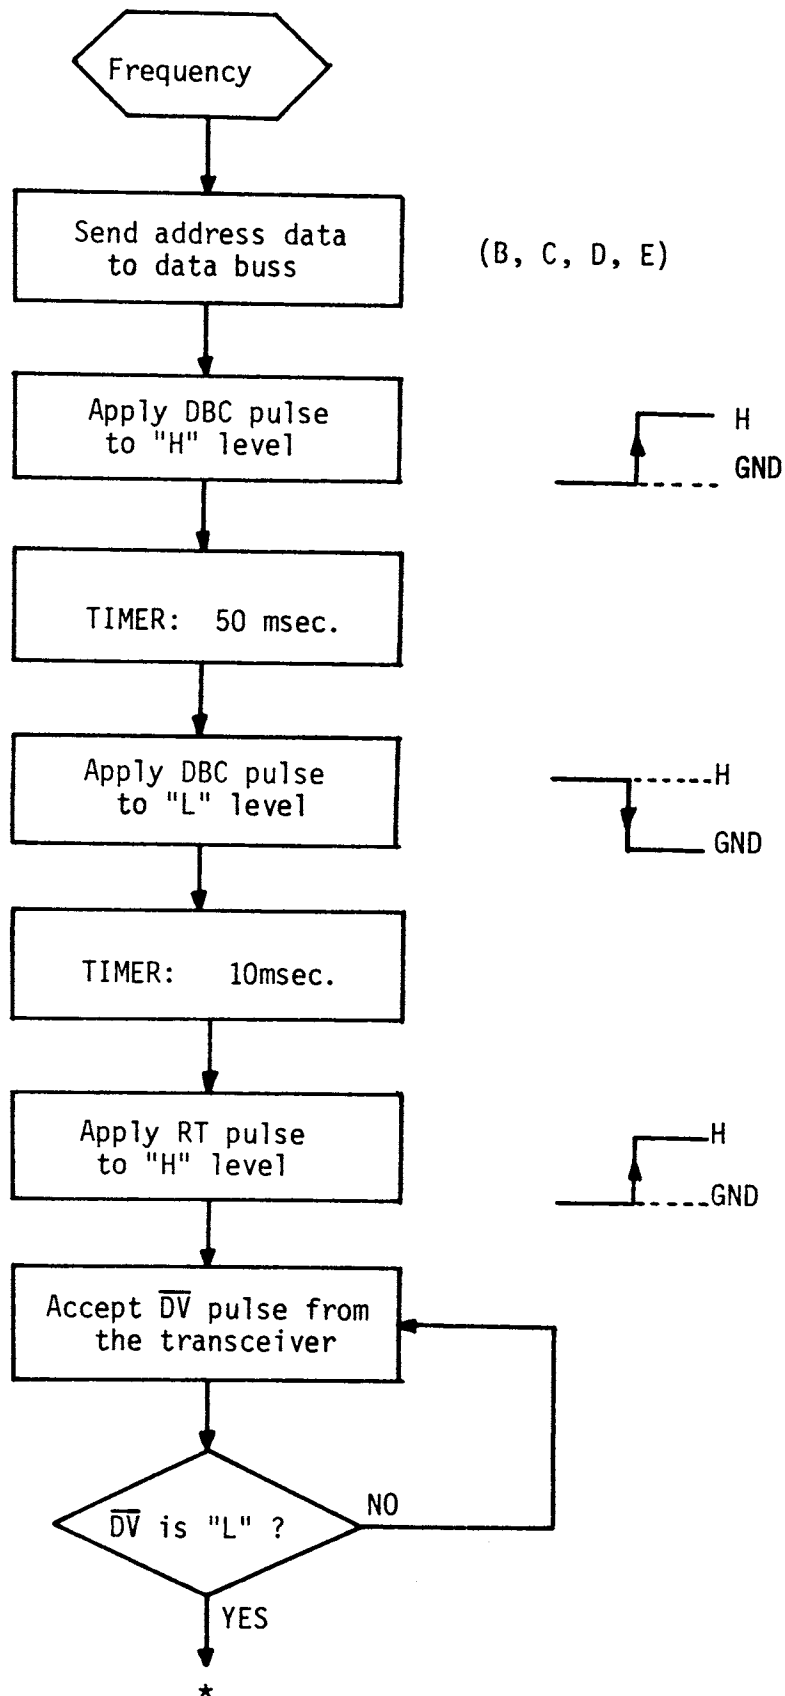 Frequency
Send address data
to data buss
(B, C, D, E)
Apply DBC pulse
to "H" level
H
GND
TIMER: 50 msec.
Apply DBC pulse
to "L" level
H
GND
TIMER: 10msec.
Apply RT pulse
to "H" level
H
GND
Accept D̅V̅ pulse from
the transceiver
D̅V̅ is "L" ?
NO
YES
*